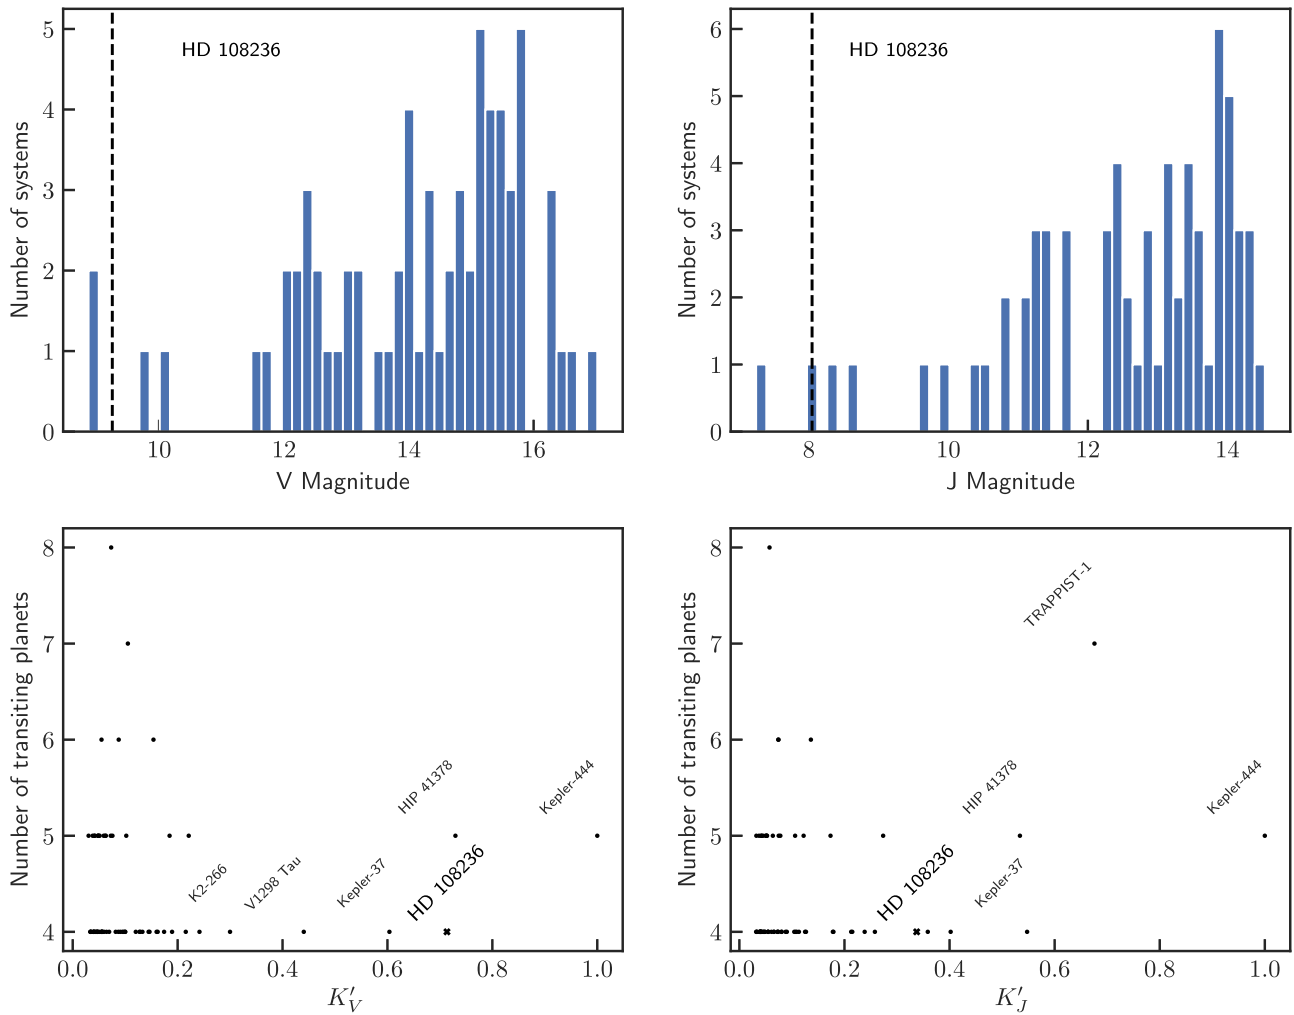 HD 108236
Number of systems
5
4
3
2
1
0
10
12
14
16
V Magnitude
HD 108236
Number of systems
6
5
4
3
2
1
0
8
10
12
14
J Magnitude
Number of transiting planets
8
7
6
5
4
HIP 41378
Kepler-444
K2-266
V1298 Tau
Kepler-37
HD 108236
0.0
0.2
0.4
0.6
0.8
1.0
K′V
Number of transiting planets
8
7
6
5
4
TRAPPIST-1
HIP 41378
Kepler-444
HD 108236
Kepler-37
0.0
0.2
0.4
0.6
0.8
1.0
K′J